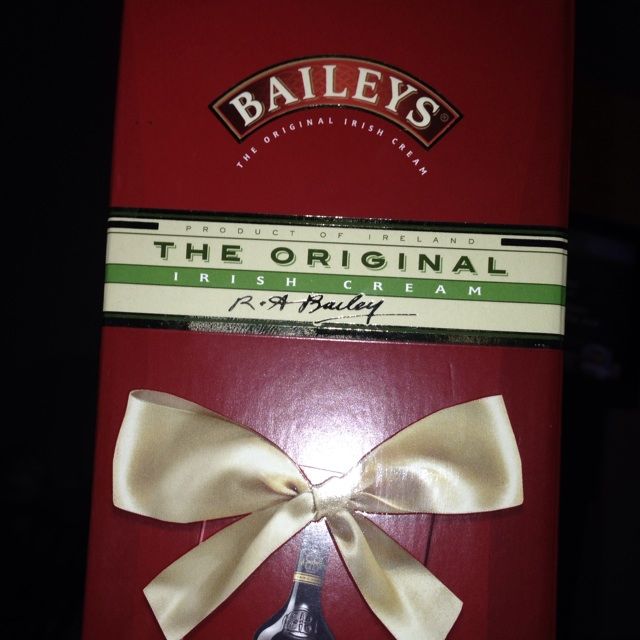 BAILEYS®
THE ORIGINAL IRISH CREAM
PRODUCT OF IRELAND
THE ORIGINAL
IRISH CREAM
R.A Bailey